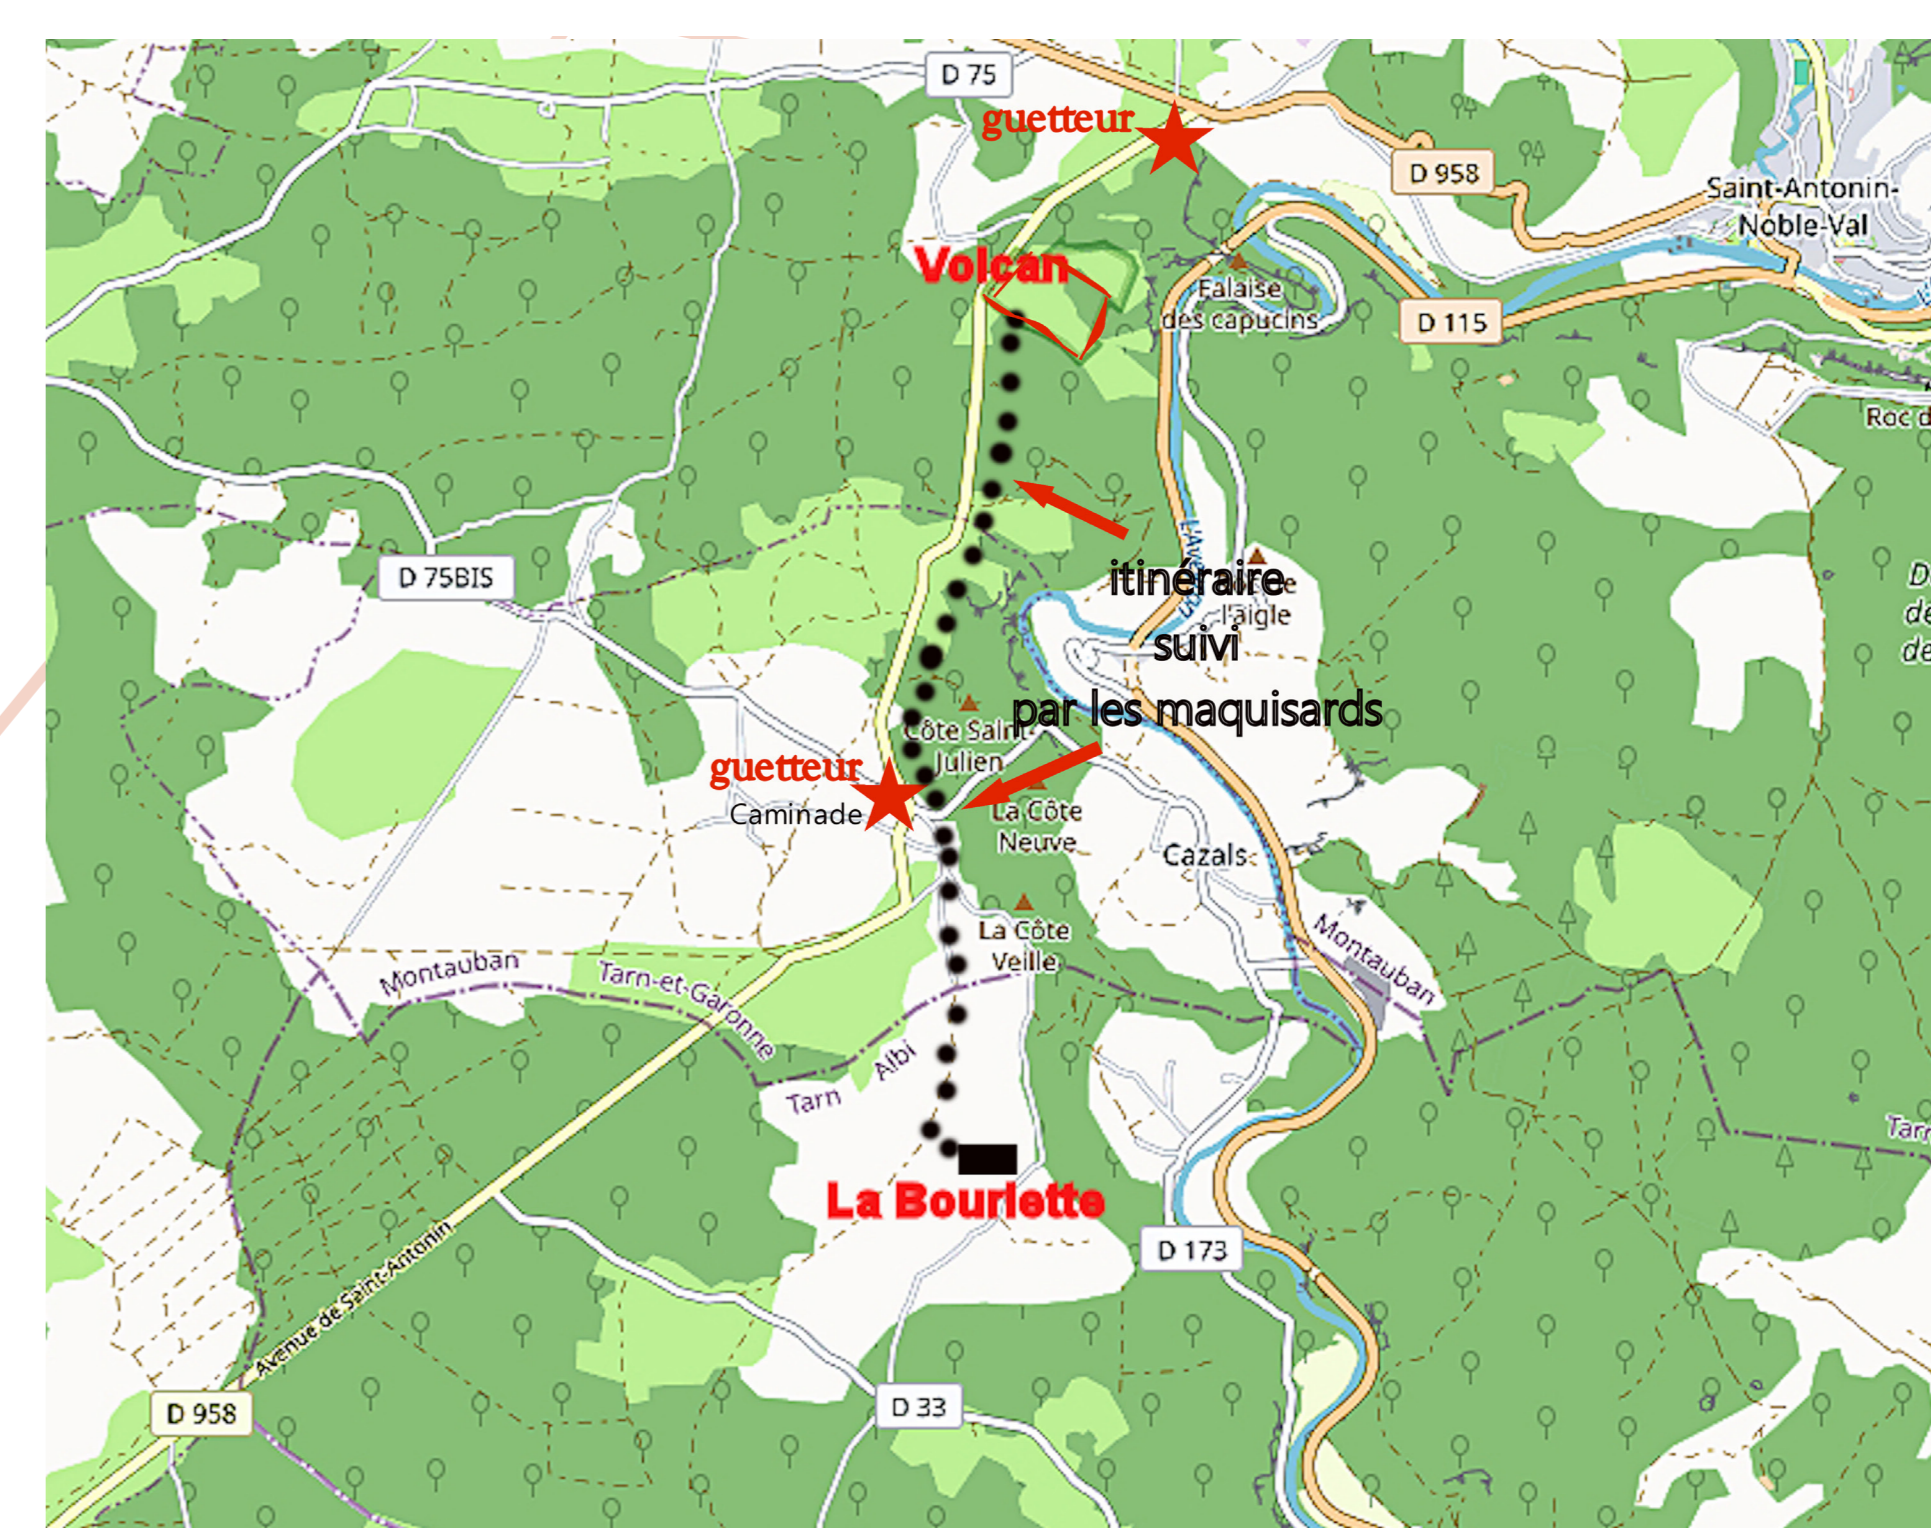 D 75
guetteur
D 958
Saint-Antonin-
Noble-Val
Volcan
Falaise
des capucins
D 115
Roc d
D 75BIS
itinéraire
l'aigle
suivi
par les maquisards
Côte Saint-
Julien
guetteur
Caminade
La Côte
Neuve
Cazals
La Côte
Veille
Montauban
Tarn-et-Garonne
Montauban
Albi
Tarn
Tarn
La Bourlette
D 173
Avenue de Saint-Antonin
D 958
D 33